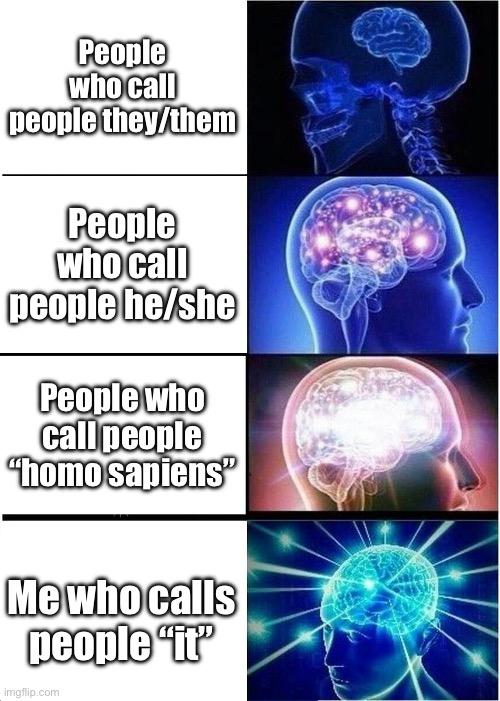 People
who call
people they/them
People
who call
people he/she
People who
call people
“homo sapiens”
Me who calls
people “it”
imgflip.com